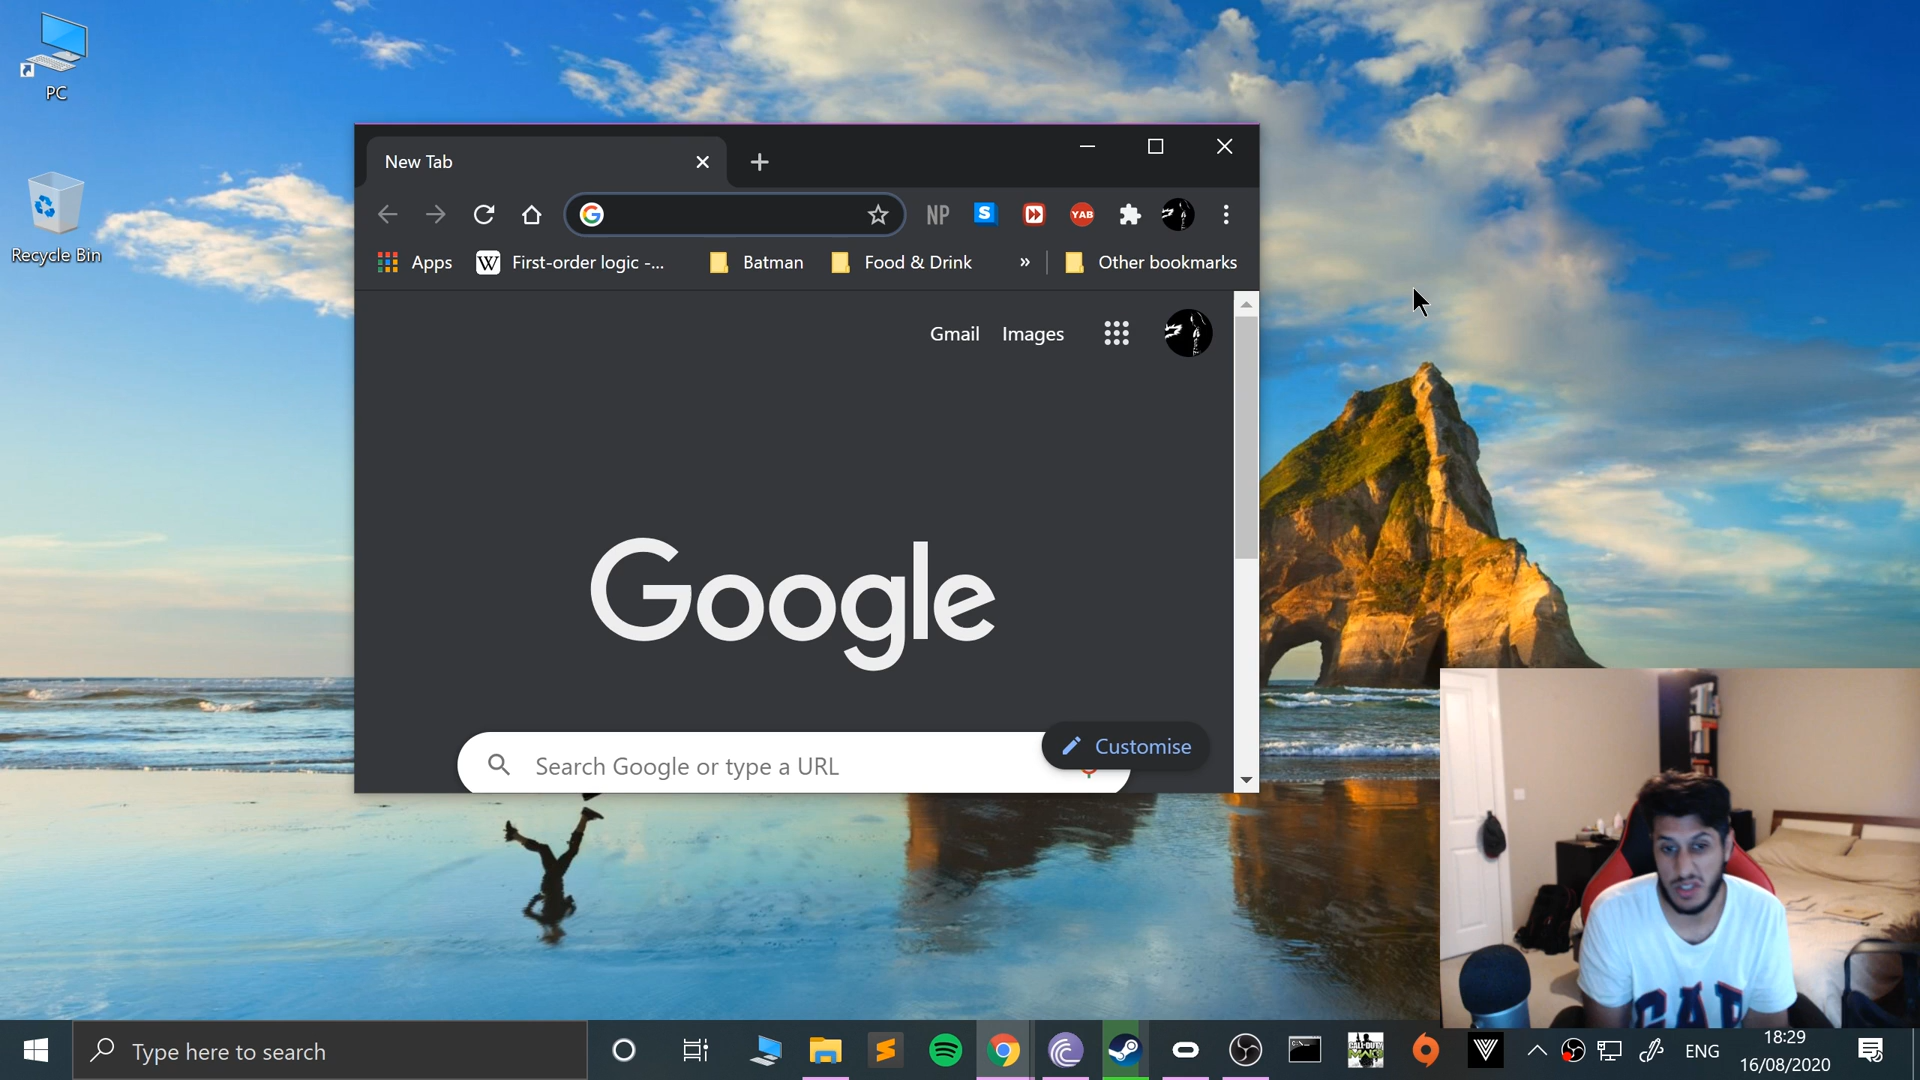 PC
Recycle Bin
New Tab
NP
S
YAB
Apps
W
First-order logic -...
Batman
Food & Drink
»
Other bookmarks
Gmail
Images
Google
Search Google or type a URL
Customise
GAP
Type here to search
ENG
18:29
16/08/2020